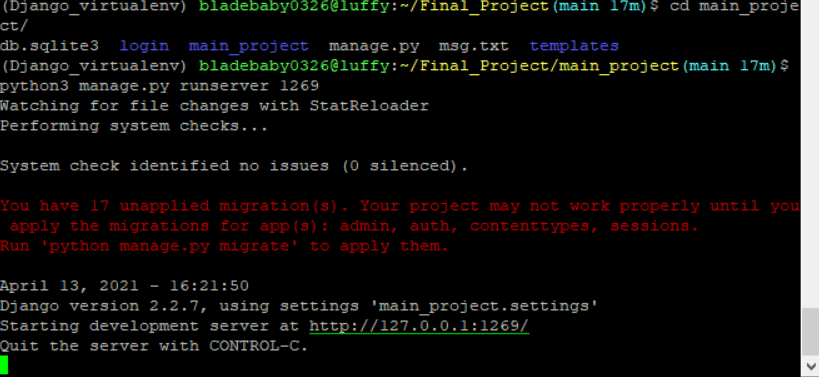 (Django_virtualenv) bladebaby0326@luffy:~/Final_Project(main 17m)$ cd main_proje
ct/
db.sqlite3  login  main_project  manage.py  msg.txt  templates
(Django_virtualenv) bladebaby0326@luffy:~/Final_Project/main_project(main 17m)$
python3 manage.py runserver 1269
Watching for file changes with StatReloader
Performing system checks...
System check identified no issues (0 silenced).
You have 17 unapplied migration(s). Your project may not work properly until you
 apply the migrations for app(s): admin, auth, contenttypes, sessions.
Run 'python manage.py migrate' to apply them.
April 13, 2021 - 16:21:50
Django version 2.2.7, using settings 'main_project.settings'
Starting development server at http://127.0.0.1:1269/
Quit the server with CONTROL-C.